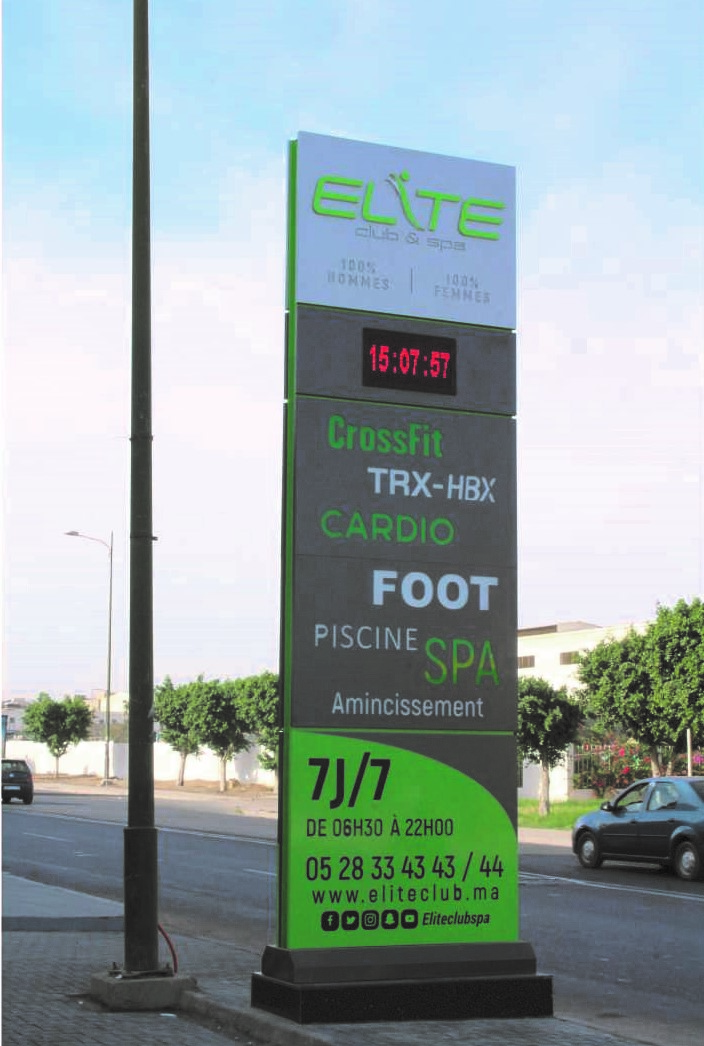 ELITE
club & spa
100% HOMMES | 100% FEMMES
15:07:57
CrossFit
TRX-HBX
CARDIO
FOOT
PISCINE SPA
Amincissement
7J/7
DE 06H30 À 22H00
05 28 33 43 43 / 44
www.eliteclub.ma
Eliteclubspa